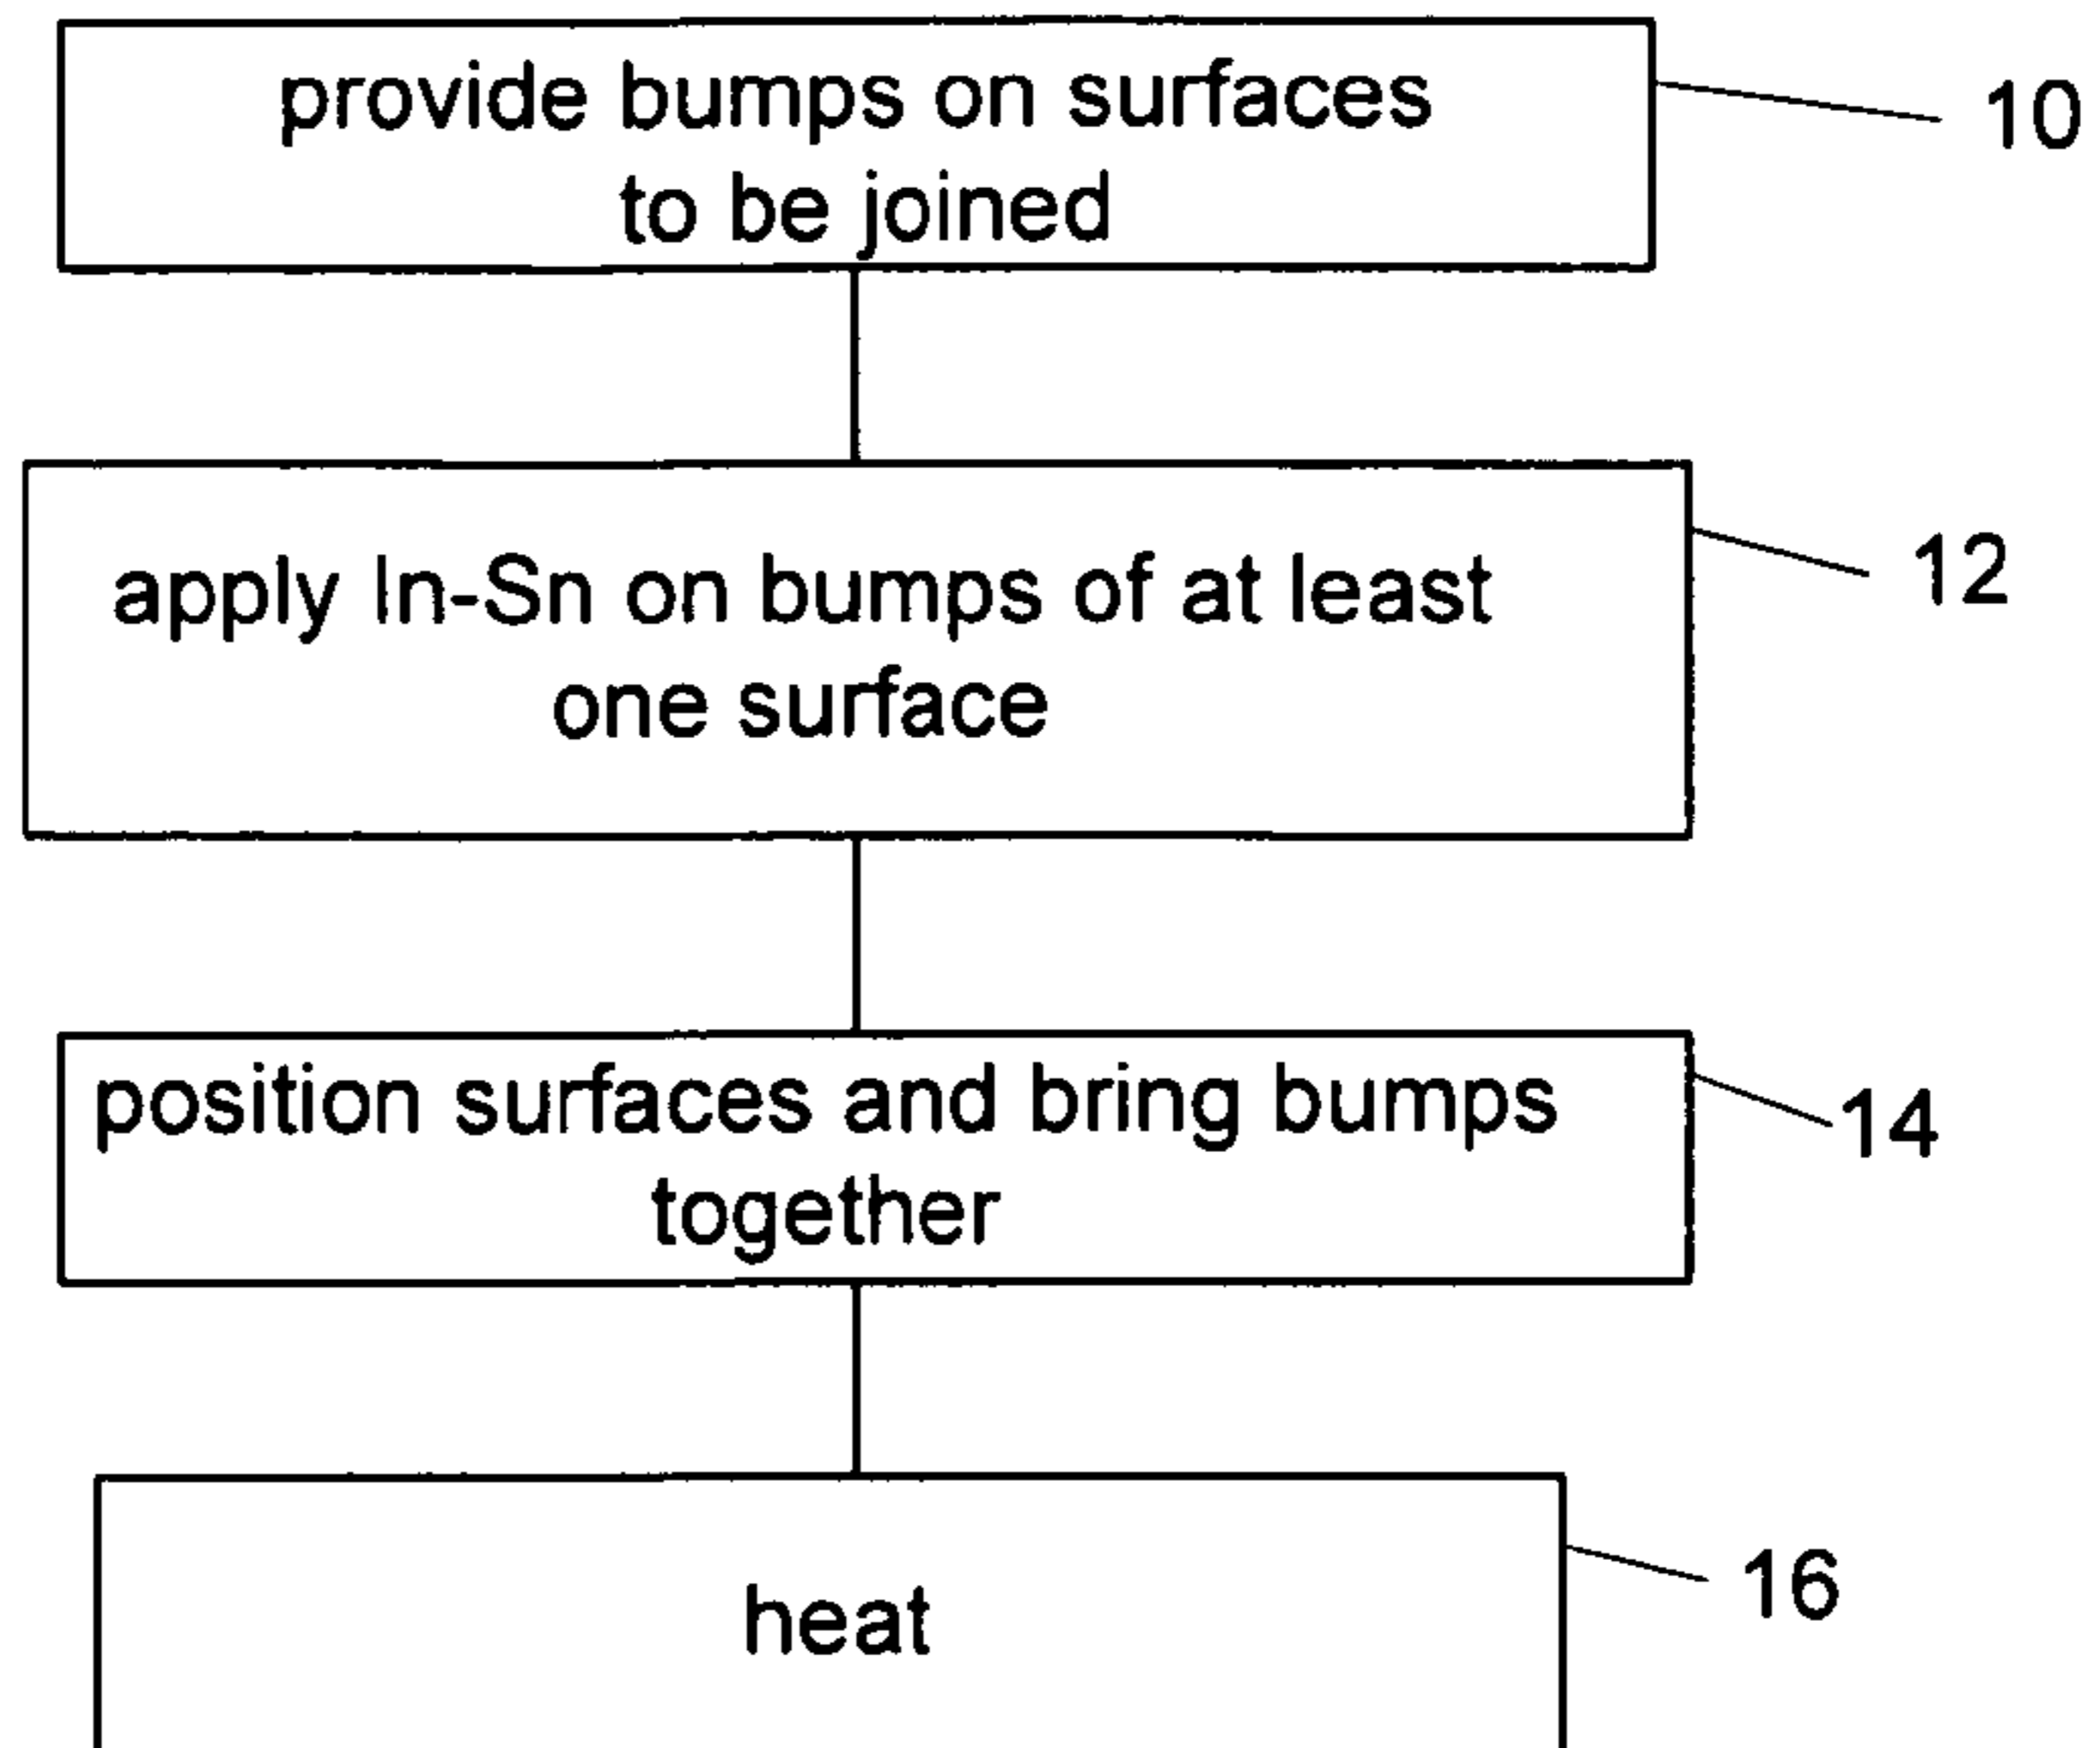 provide bumps on surfaces
to be joined
10
apply In-Sn on bumps of at least
one surface
12
position surfaces and bring bumps
together
14
heat
16